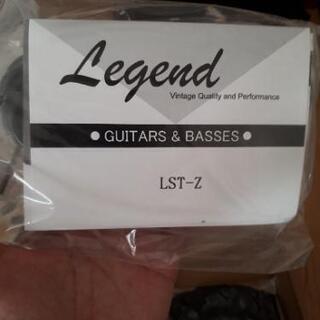 Legend
Vintage Quality and Performance
● GUITARS & BASSES ●
LST-Z